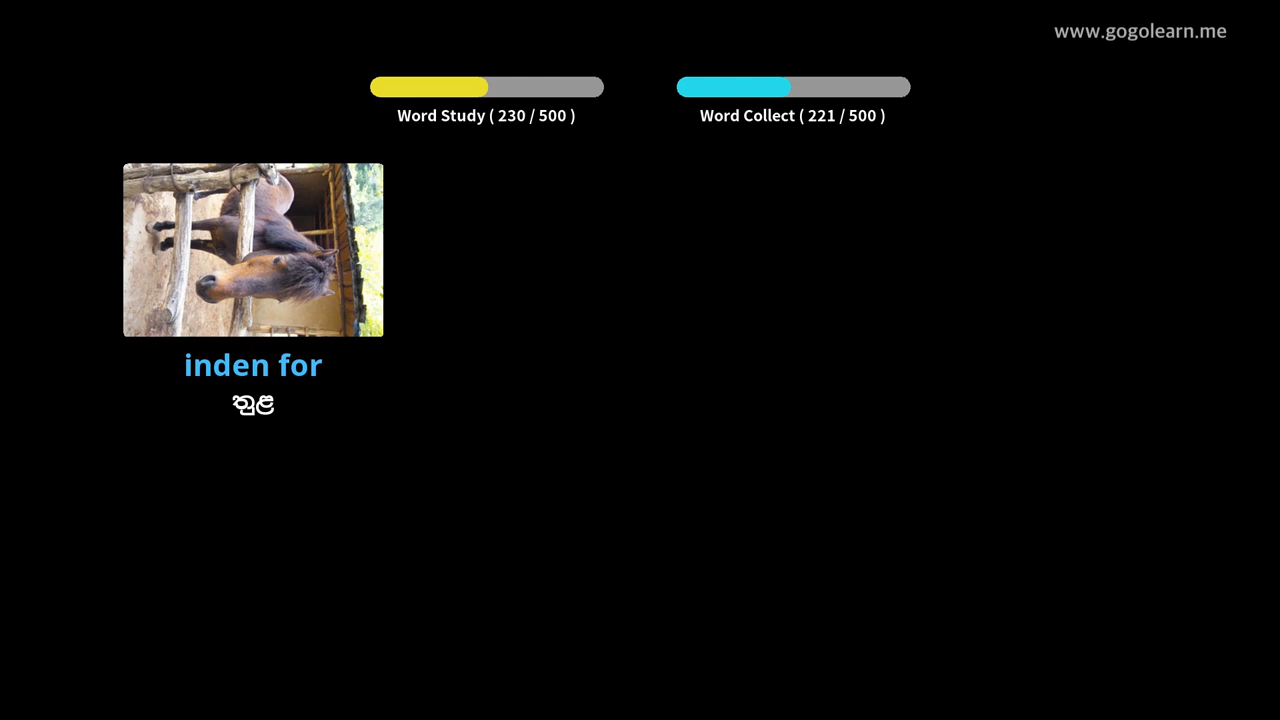 www.gogolearn.me
Word Study ( 230 / 500 )
Word Collect ( 221 / 500 )
inden for
තුළ